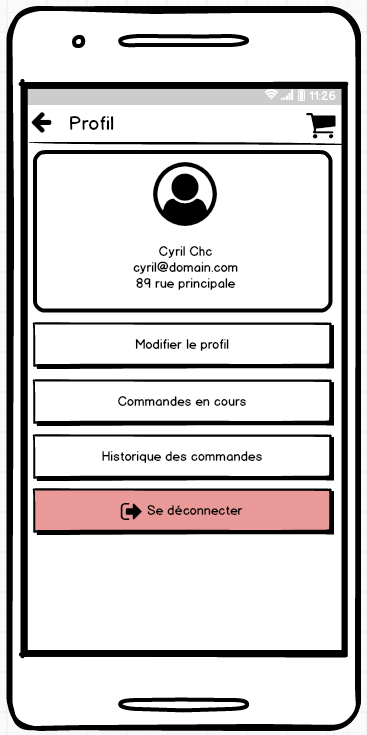 11:26
Profil
Cyril Chc
cyril@domain.com
89 rue principale
Modifier le profil
Commandes en cours
Historique des commandes
Se déconnecter